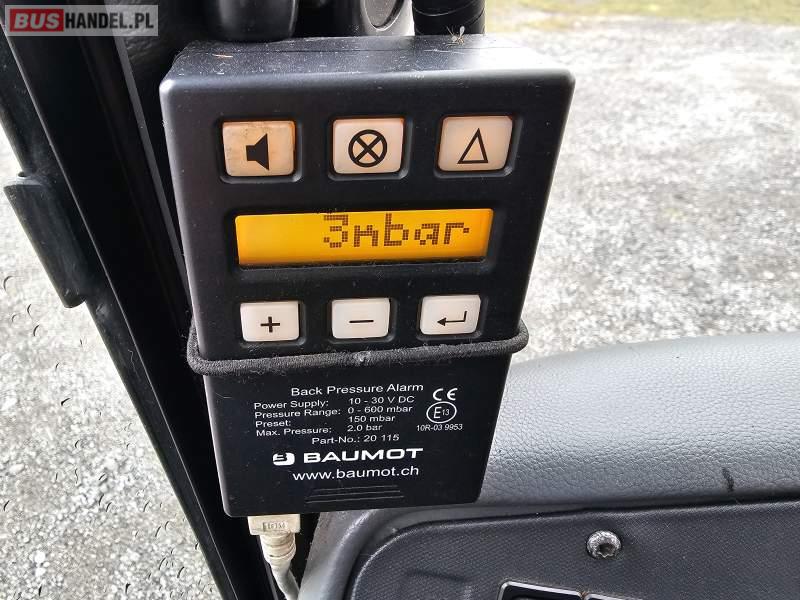 BUSHANDEL.PL
3mbar
+
−
Back Pressure Alarm
Power Supply: 10 - 30 V DC
Pressure Range: 0 - 600 mbar
Preset: 150 mbar
Max. Pressure: 2.0 bar
Part-No.: 20 115
CE
E13
10R-03 9953
BAUMOT
www.baumot.ch